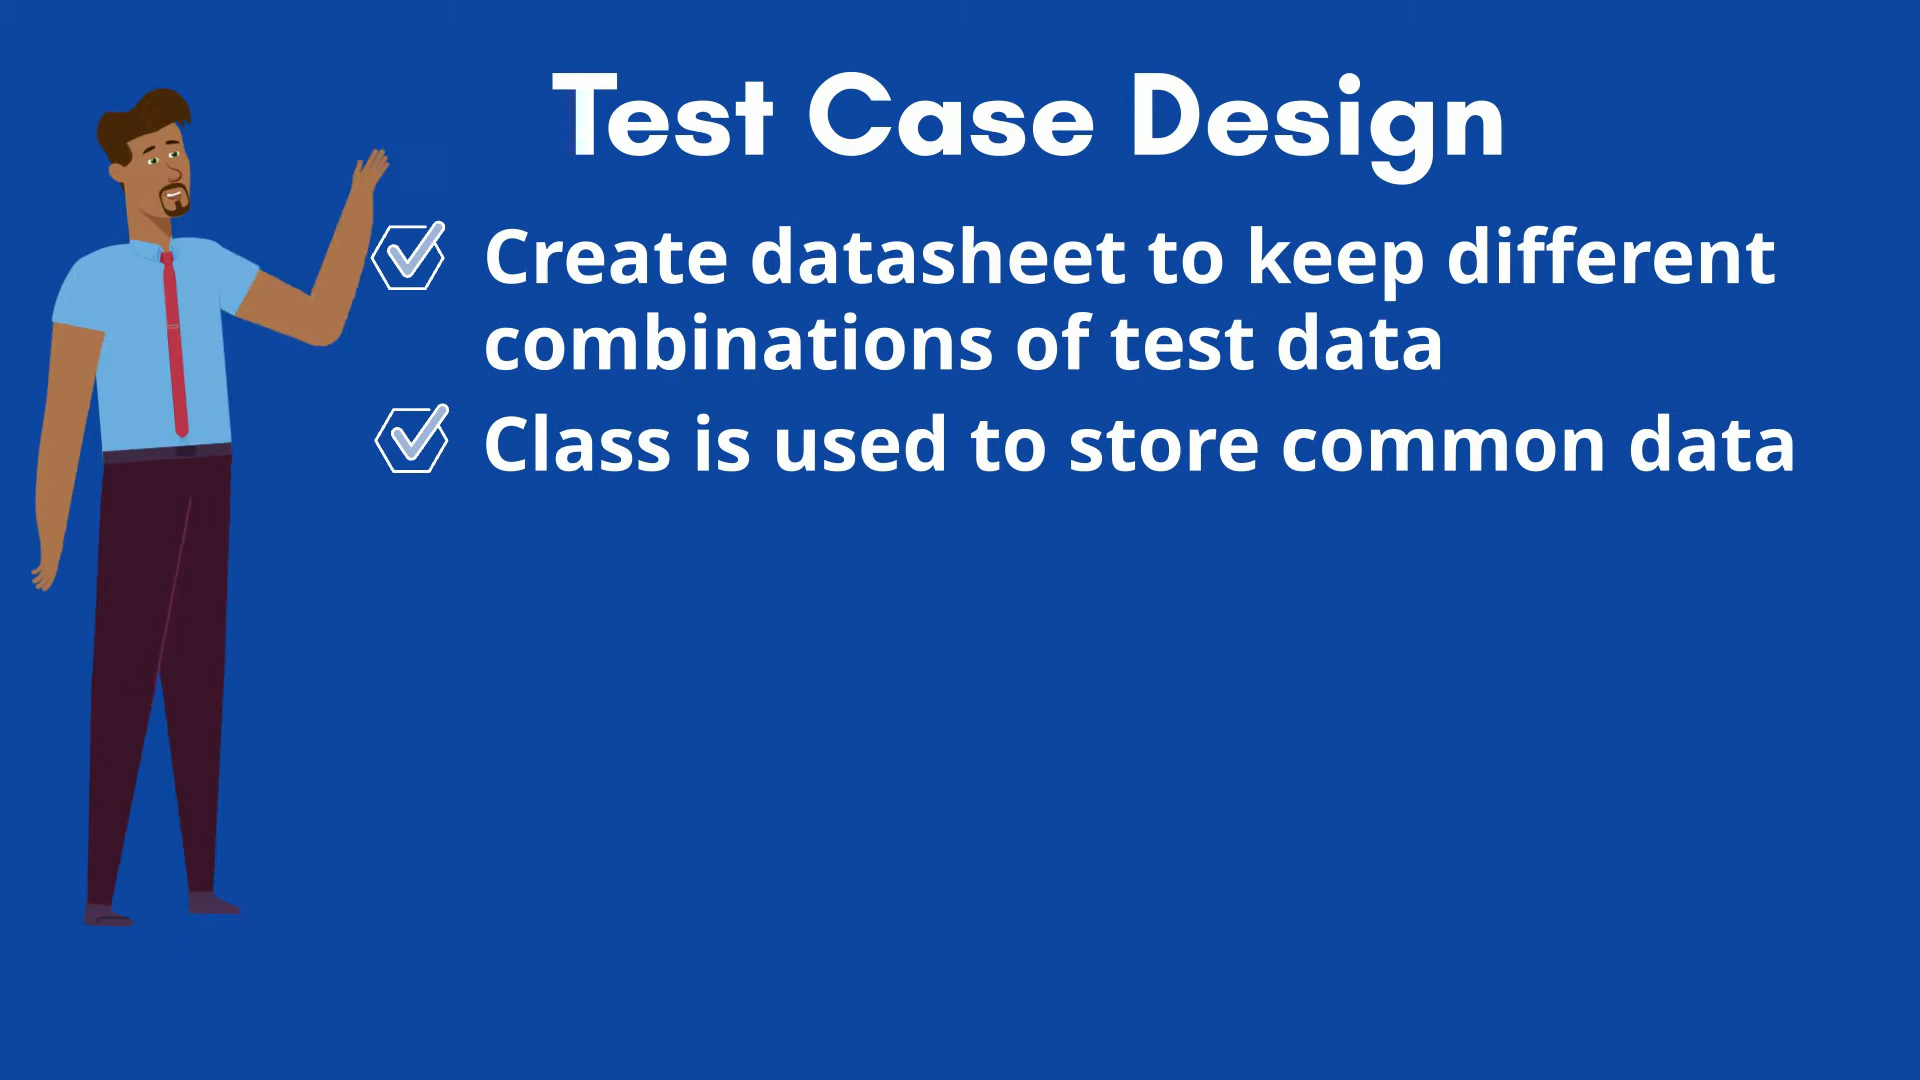 Test Case Design
Create datasheet to keep different
combinations of test data
Class is used to store common data